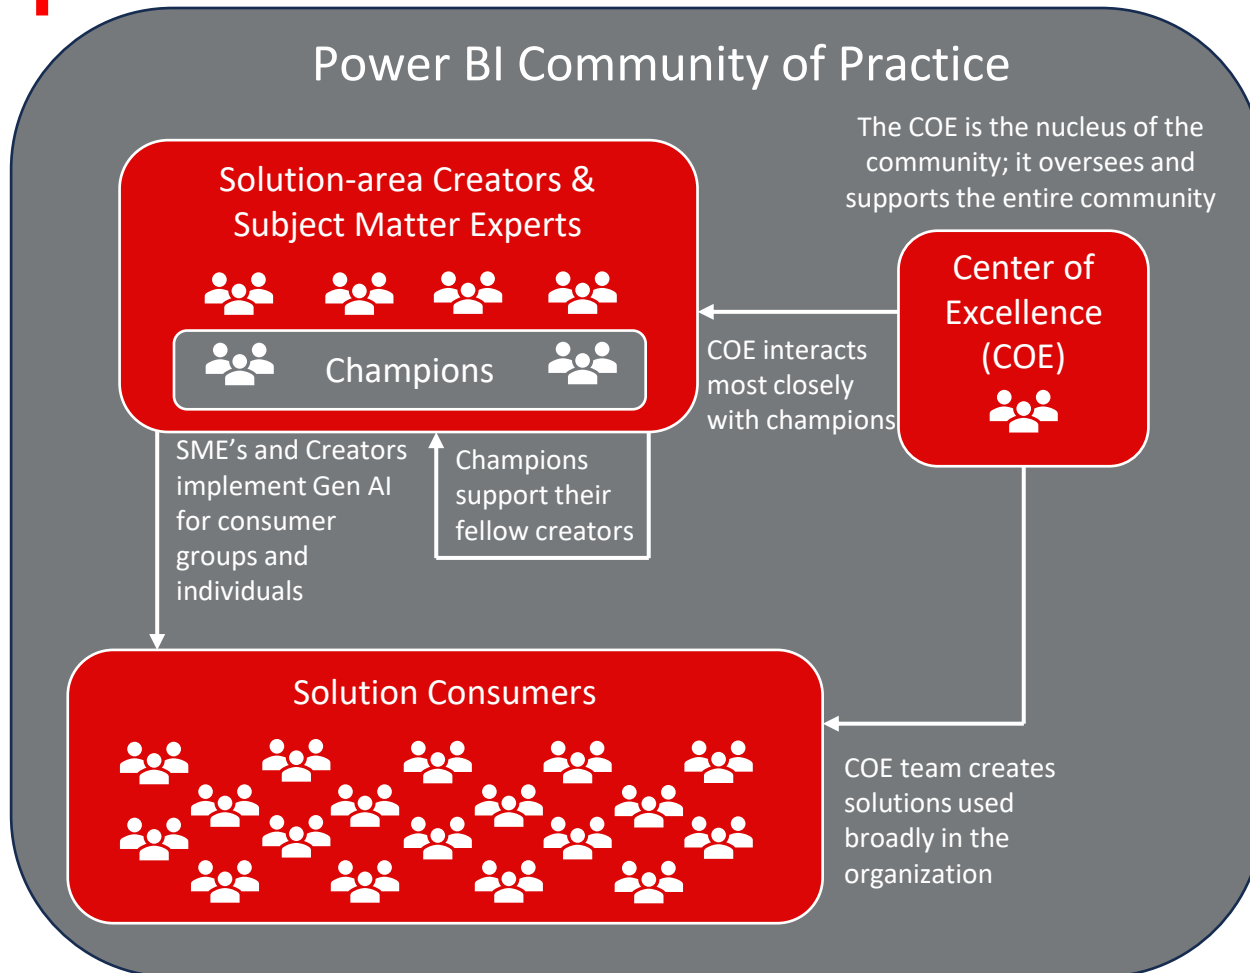 Power BI Community of Practice
The COE is the nucleus of the
community; it oversees and
supports the entire community
Solution-area Creators &
Subject Matter Experts
Champions
Center of
Excellence
(COE)
COE interacts
most closely
with champions
SME's and Creators
implement Gen AI
for consumer
groups and
individuals
Champions
support their
fellow creators
Solution Consumers
COE team creates
solutions used
broadly in the
organization